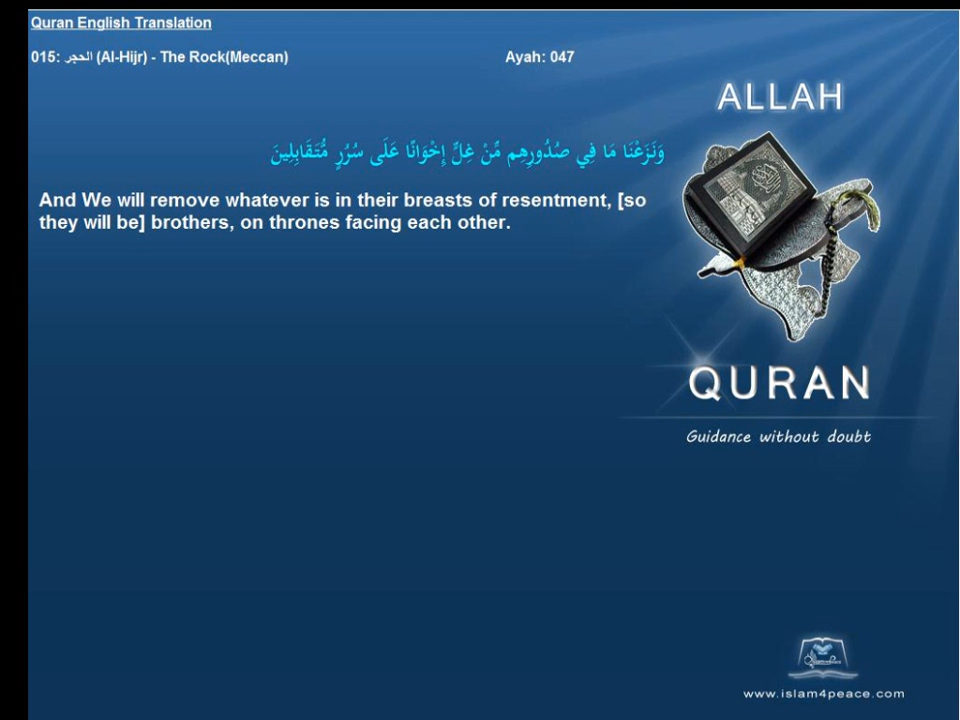 Quran English Translation
015: الحجر (Al-Hijr) - The Rock(Meccan) Ayah: 047
ALLAH
وَنَزَعْنَا مَا فِي صُدُورِهِم مِّنْ غِلٍّ إِخْوَانًا عَلَى سُرُرٍ مُّتَقَابِلِينَ
And We will remove whatever is in their breasts of resentment, [so
they will be] brothers, on thrones facing each other.
QURAN
Guidance without doubt
www.islam4peace.com